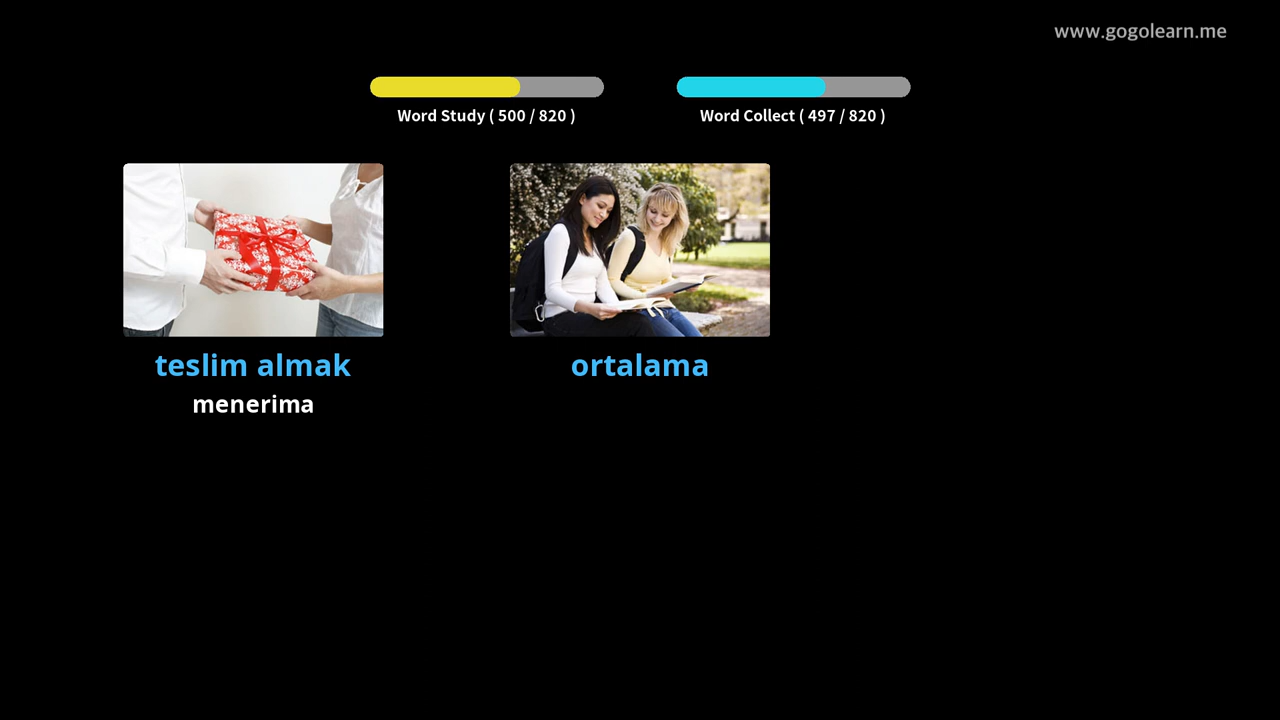 www.gogolearn.me
Word Study ( 500 / 820 )
Word Collect ( 497 / 820 )
teslim almak
menerima
ortalama